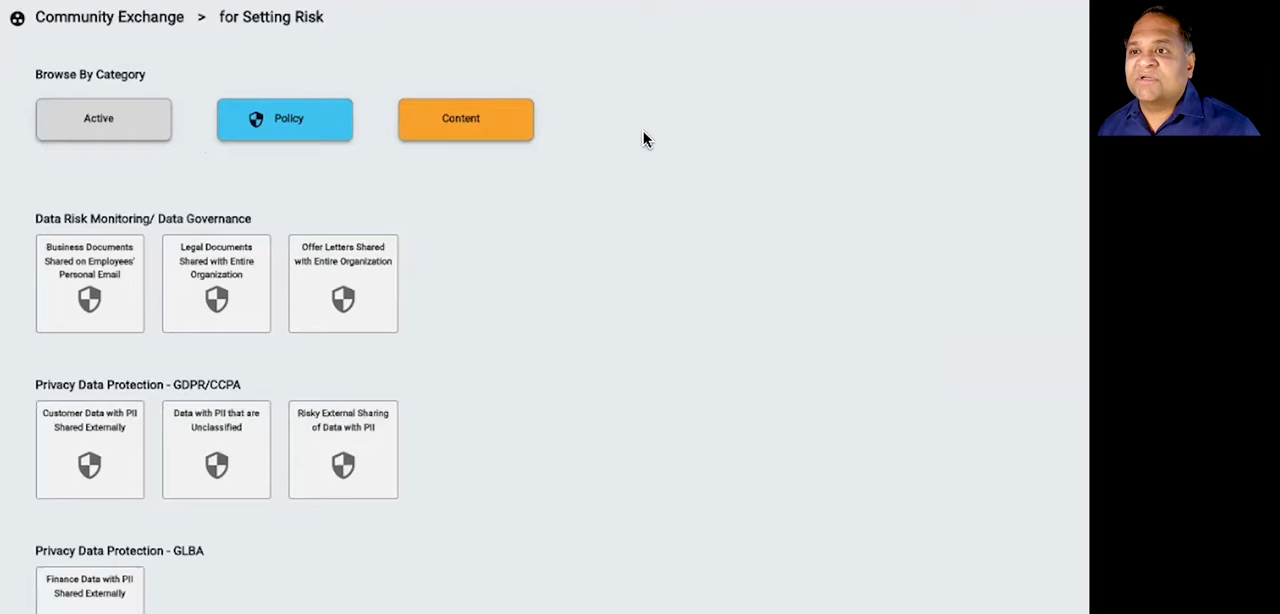 Community Exchange > for Setting Risk
Browse By Category
Active
Policy
Content
Data Risk Monitoring/ Data Governance
Business Documents
Shared on Employees'
Personal Email
Legal Documents
Shared with Entire
Organization
Offer Letters Shared
with Entire Organization
Privacy Data Protection - GDPR/CCPA
Customer Data with PII
Shared Externally
Data with PII that are
Unclassified
Risky External Sharing
of Data with PII
Privacy Data Protection - GLBA
Finance Data with PII
Shared Externally